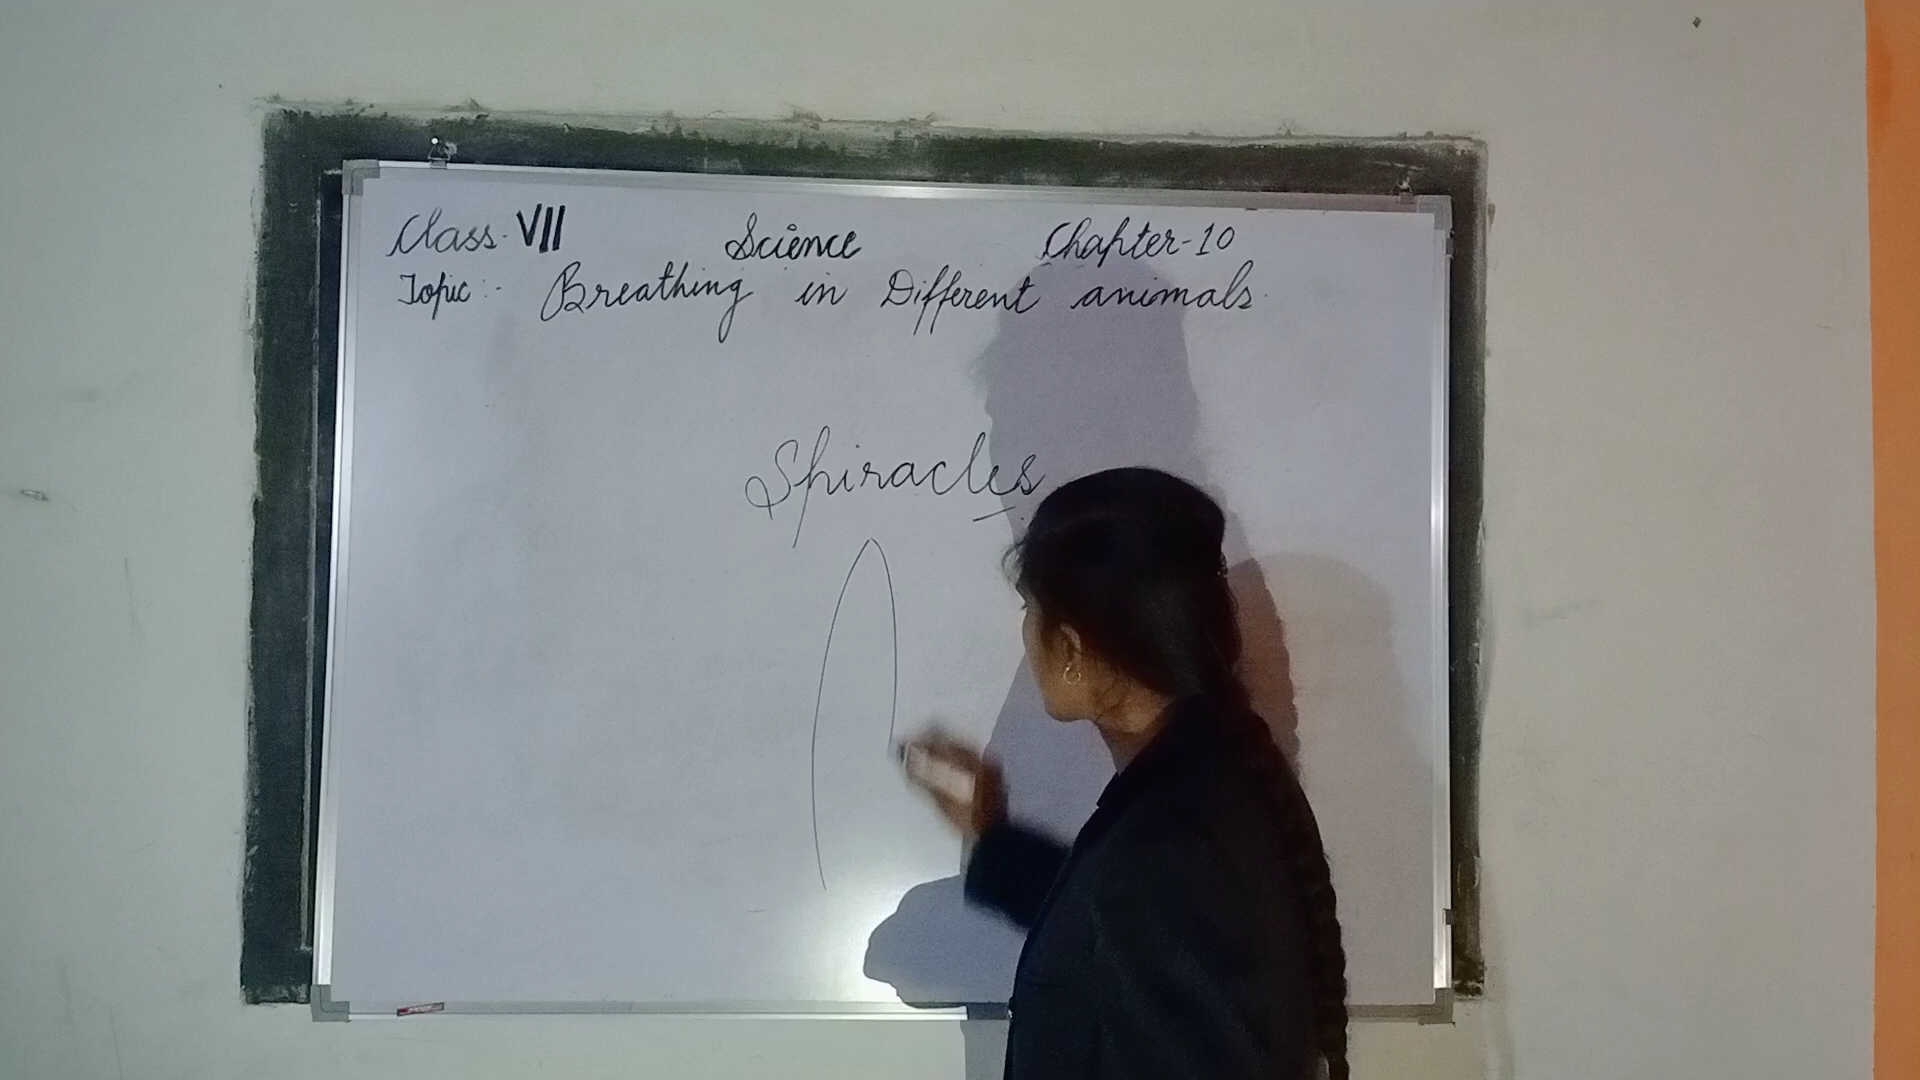 Class. VII Science Chapter-10
Topic:- Breathing in Different animals.
Spiracles